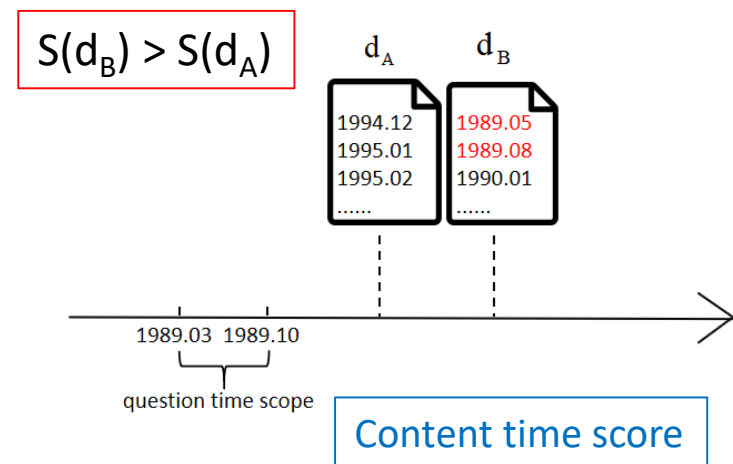 S(dB) > S(dA)
dA
dB
1994.12
1995.01
1995.02
......
1989.05
1989.08
1990.01
......
1989.03 1989.10
question time scope
Content time score